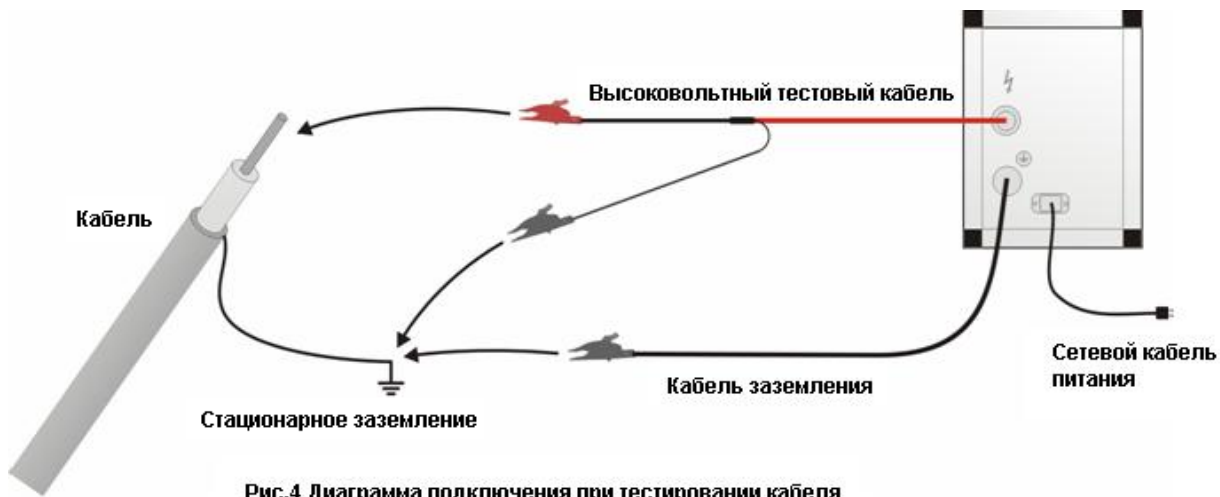 Высоковольтный тестовый кабель
Кабель
Сетевой кабель
питания
Кабель заземления
Стационарное заземление
Рис.4 Диаграмма подключения при тестировании кабеля